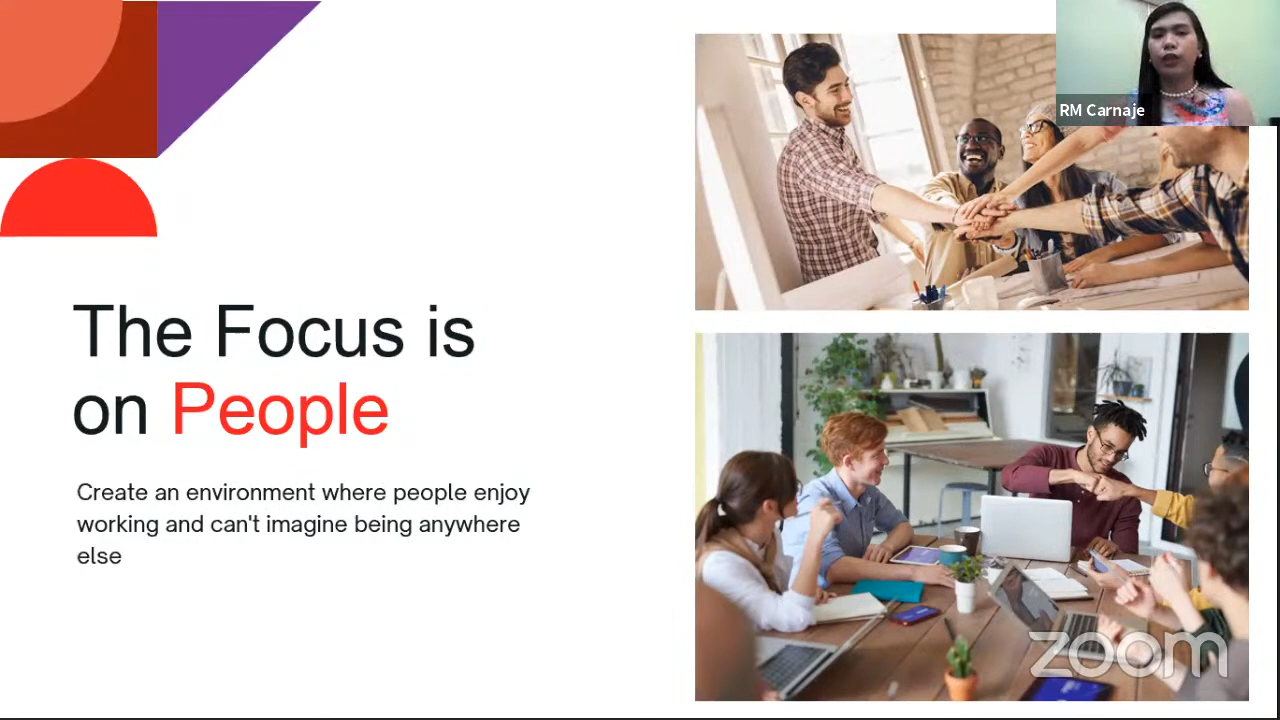 RM Carnaje
The Focus is
on People
Create an environment where people enjoy
working and can't imagine being anywhere
else
zoom